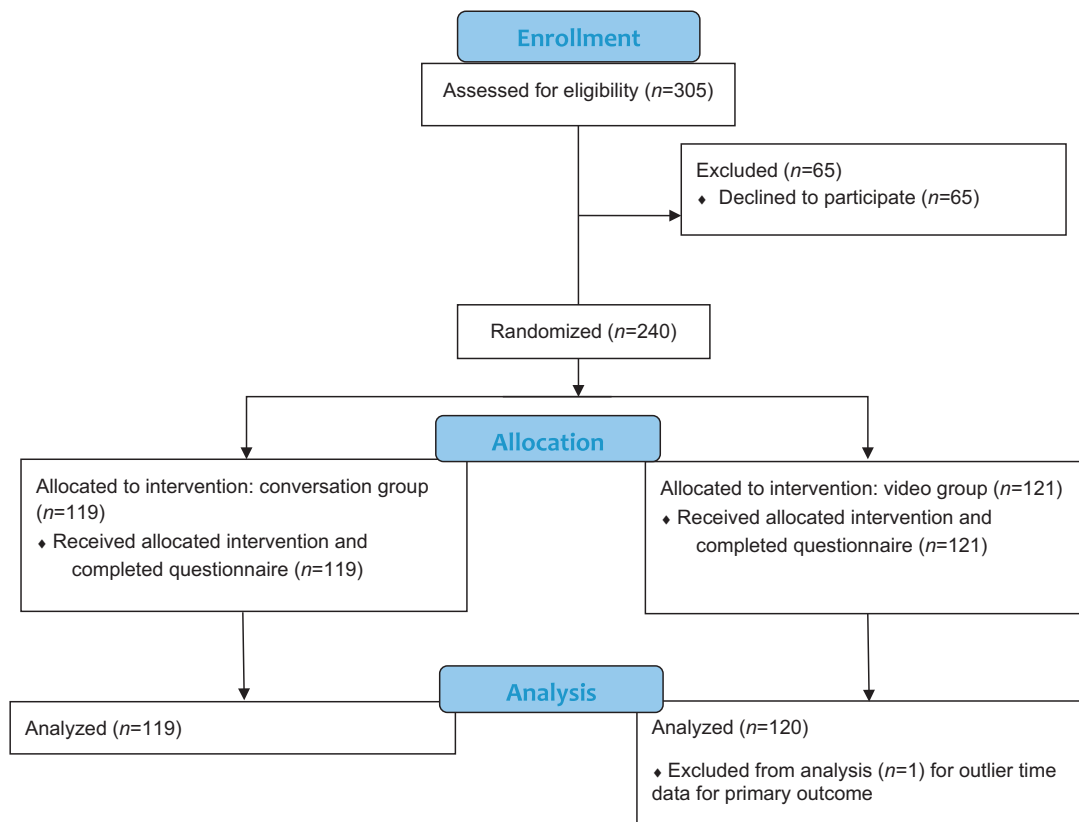 Enrollment
Assessed for eligibility (n=305)
Excluded (n=65)
♦ Declined to participate (n=65)
Randomized (n=240)
Allocation
Allocated to intervention: conversation group
(n=119)
♦ Received allocated intervention and
completed questionnaire (n=119)
Allocated to intervention: video group (n=121)
♦ Received allocated intervention and
completed questionnaire (n=121)
Analysis
Analyzed (n=119)
Analyzed (n=120)
♦ Excluded from analysis (n=1) for outlier time
data for primary outcome